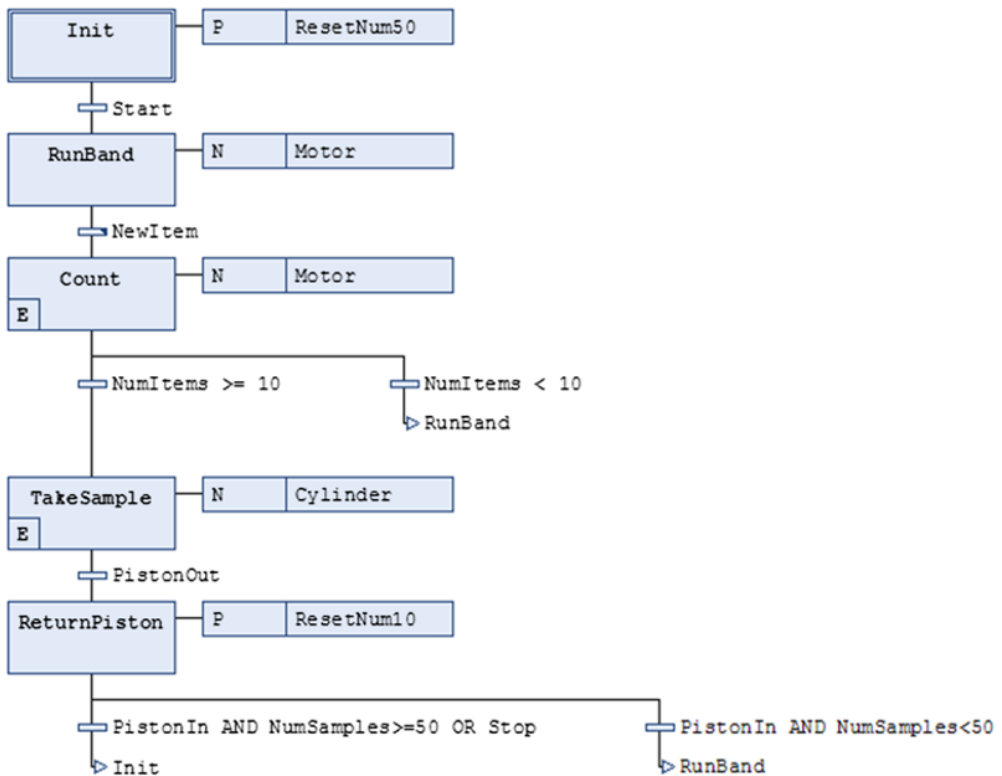 Init P ResetNum50
Start
RunBand N Motor
NewItem
Count N Motor
E
NumItems >= 10 NumItems < 10
RunBand
TakeSample N Cylinder
E
PistonOut
ReturnPiston P ResetNum10
PistonIn AND NumSamples>=50 OR Stop PistonIn AND NumSamples<50
Init RunBand